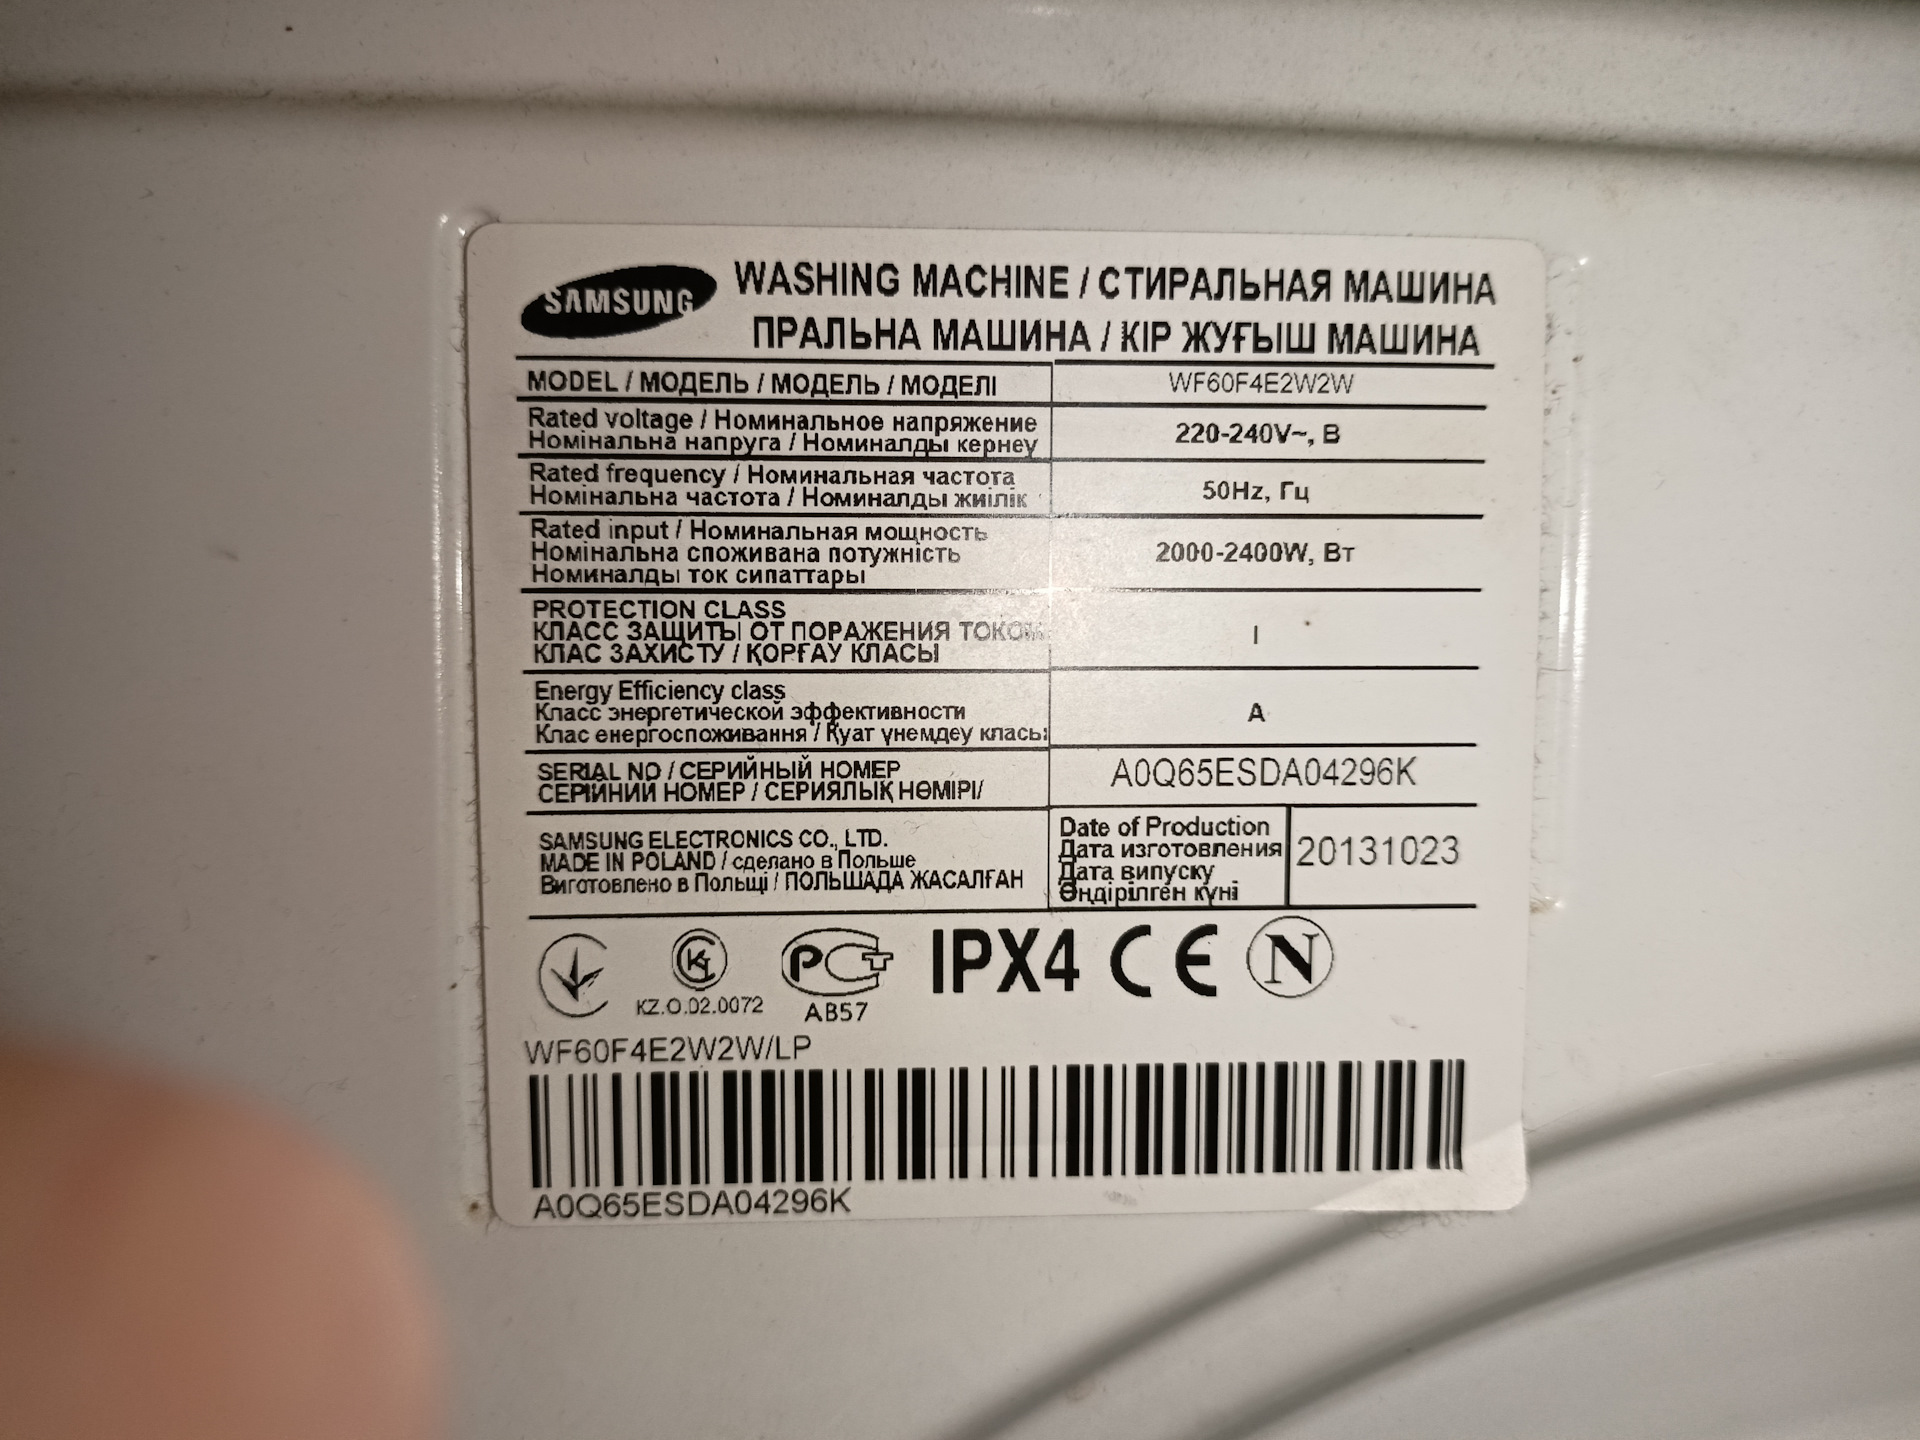 SAMSUNG
WASHING MACHINE / СТИРАЛЬНАЯ МАШИНА
ПРАЛЬНА МАШИНА / КІР ЖУҒЫШ МАШИНА
MODEL / МОДЕЛЬ / МОДЕЛЬ / МОДЕЛІ
WF60F4E2W2W
Rated voltage / Номинальное напряжение
Номінальна напруга / Номиналды кернеу
220-240V~, В
Rated frequency / Номинальная частота
Номінальна частота / Номиналды жиілік
50Hz, Гц
Rated input / Номинальная мощность
Номінальна споживана потужність
Номиналды ток сипаттары
2000-2400W, Вт
PROTECTION CLASS
КЛАСС ЗАЩИТЫ ОТ ПОРАЖЕНИЯ ТОКОМ
КЛАС ЗАХИСТУ / ҚОРҒАУ КЛАСЫ
I
Energy Efficiency class
Класс энергетической эффективности
Клас енергоспоживання / Қуат үнемдеу класы
A
SERIAL NO / СЕРИЙНЫЙ НОМЕР
СЕРІЙНИЙ НОМЕР / СЕРИЯЛЫҚ НӨМІРІ/
A0Q65ESDA04296K
SAMSUNG ELECTRONICS CO., LTD.
MADE IN POLAND / сделано в Польше
Виготовлено в Польщі / ПОЛЬШАДА ЖАСАЛҒАН
Date of Production
Дата изготовления
Дата випуску
Өндірілген күні
20131023
KZ.O.02.0072
РСТ
АВ57
IPX4 CE N
WF60F4E2W2W/LP
A0Q65ESDA04296K